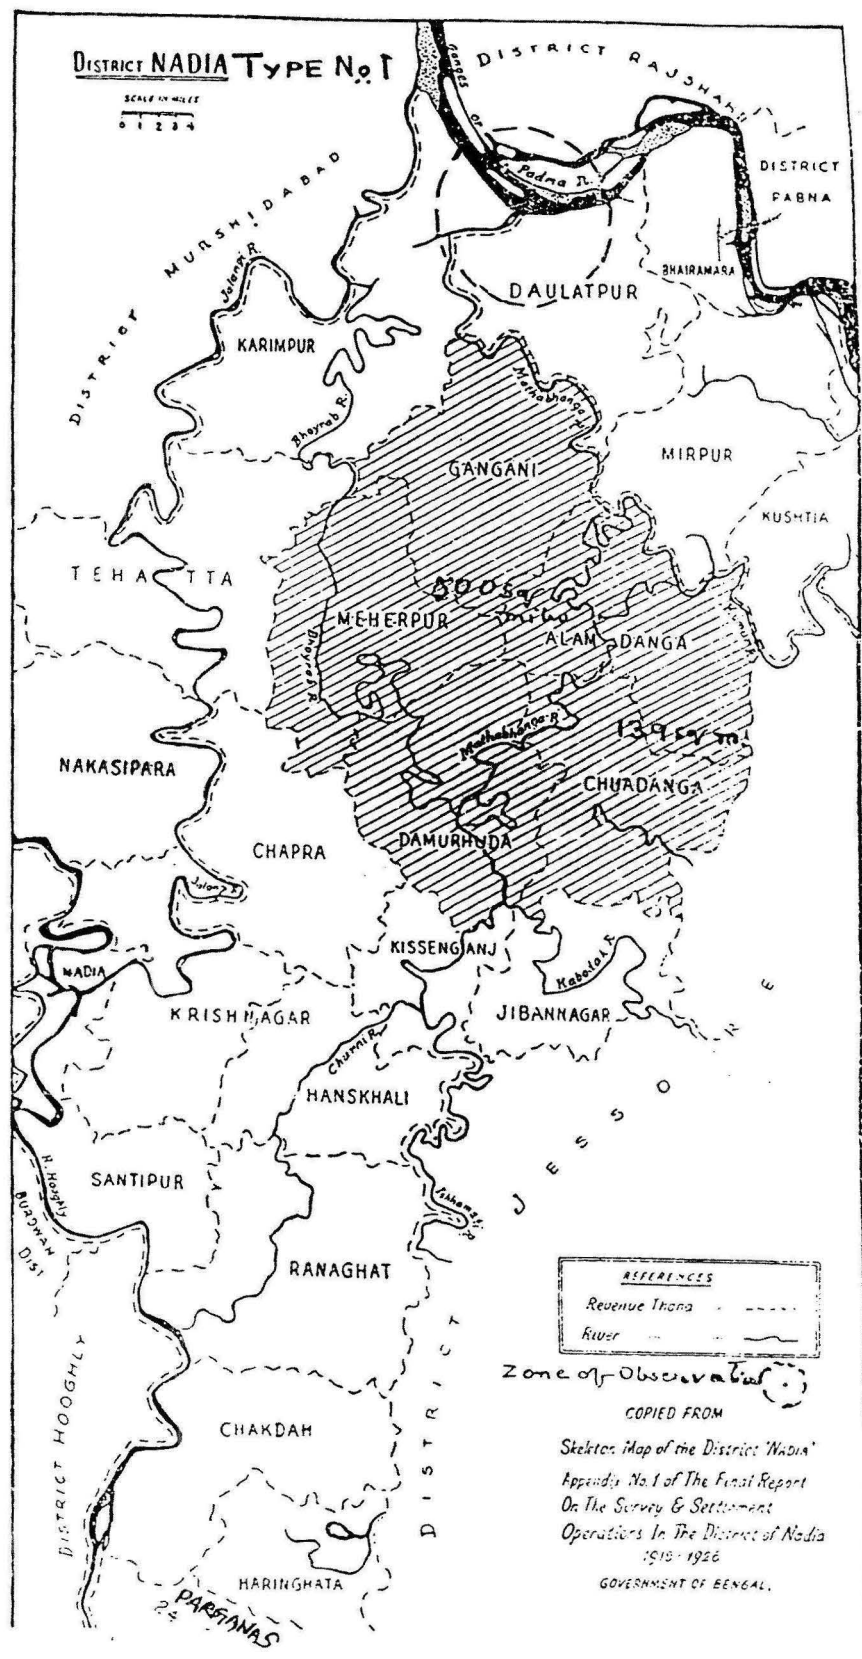 DISTRICT NADIA TYPE No 1
SCALE IN MILES
0 1 2 3 4
DISTRICT RAJSHAHI
Ganges or
Padma R.
DISTRICT
PABNA
DISTRICT MURSHIDABAD
Jalangi R.
BHAIRAMARA
DAULATPUR
KARIMPUR
Mathabhanga
Bhoyrab R.
GANGANI
MIRPUR
KUSHTIA
TEHATTA
500 sq
miles
MEHERPUR
ALAMDANGA
Bhoyrab R.
139 sq m
Mathabhanga R.
NAKASIPARA
CHUADANGA
DAMURHUDA
CHAPRA
Jalangi R.
KISSENGANJ
NADIA
Kabodak R.
KRISHNAGAR
JIBANNAGAR
Churni R.
HANSKHALI
SANTIPUR
R. Hooghly
BURDWAN
DIST
Ichhamati R.
RANAGHAT
DISTRICT JESSORE
REFERENCES
Revenue Thana
River
Zone of Observation
DISTRICT HOOGHLY
CHAKDAH
COPIED FROM
Skeleton Map of the District 'NADIA'
Appendix No. 1 of The Final Report
On The Survey & Settlement
Operations In The District of Nadia
1918-1926
GOVERNMENT OF BENGAL.
HARINGHATA
24 PARGANAS